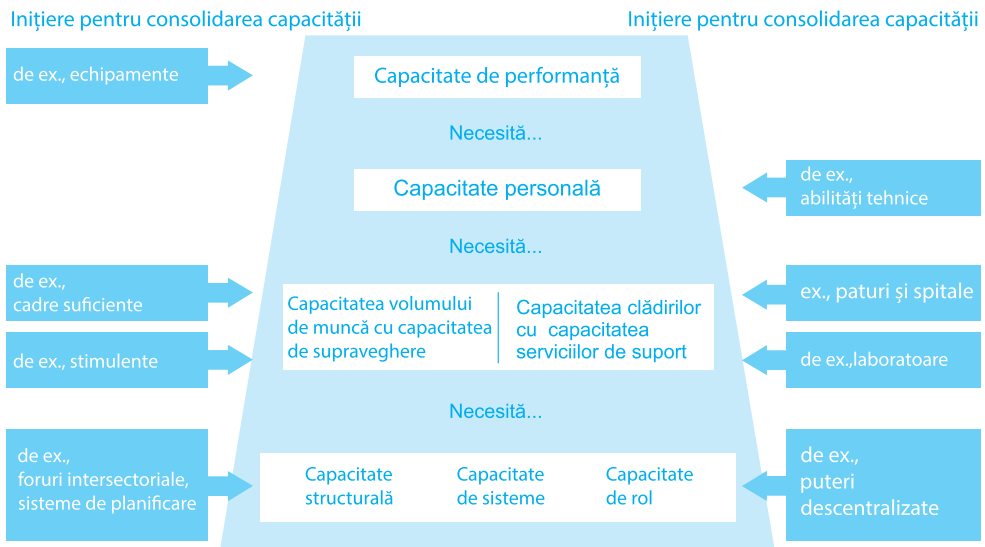 Inițiere pentru consolidarea capacității
Inițiere pentru consolidarea capacității
de ex., echipamente
Capacitate de performanță
Necesită...
Capacitate personală
de ex.,
abilități tehnice
Necesită...
de ex.,
cadre suficiente
Capacitatea volumului
de muncă cu capacitatea
de supraveghere
Capacitatea clădirilor
cu capacitatea
serviciilor de suport
ex., paturi și spitale
de ex., stimulente
de ex.,laboratoare
Necesită...
de ex.,
foruri intersectoriale,
sisteme de planificare
Capacitate
structurală
Capacitate
de sisteme
Capacitate
de rol
de ex.,
puteri
descentralizate